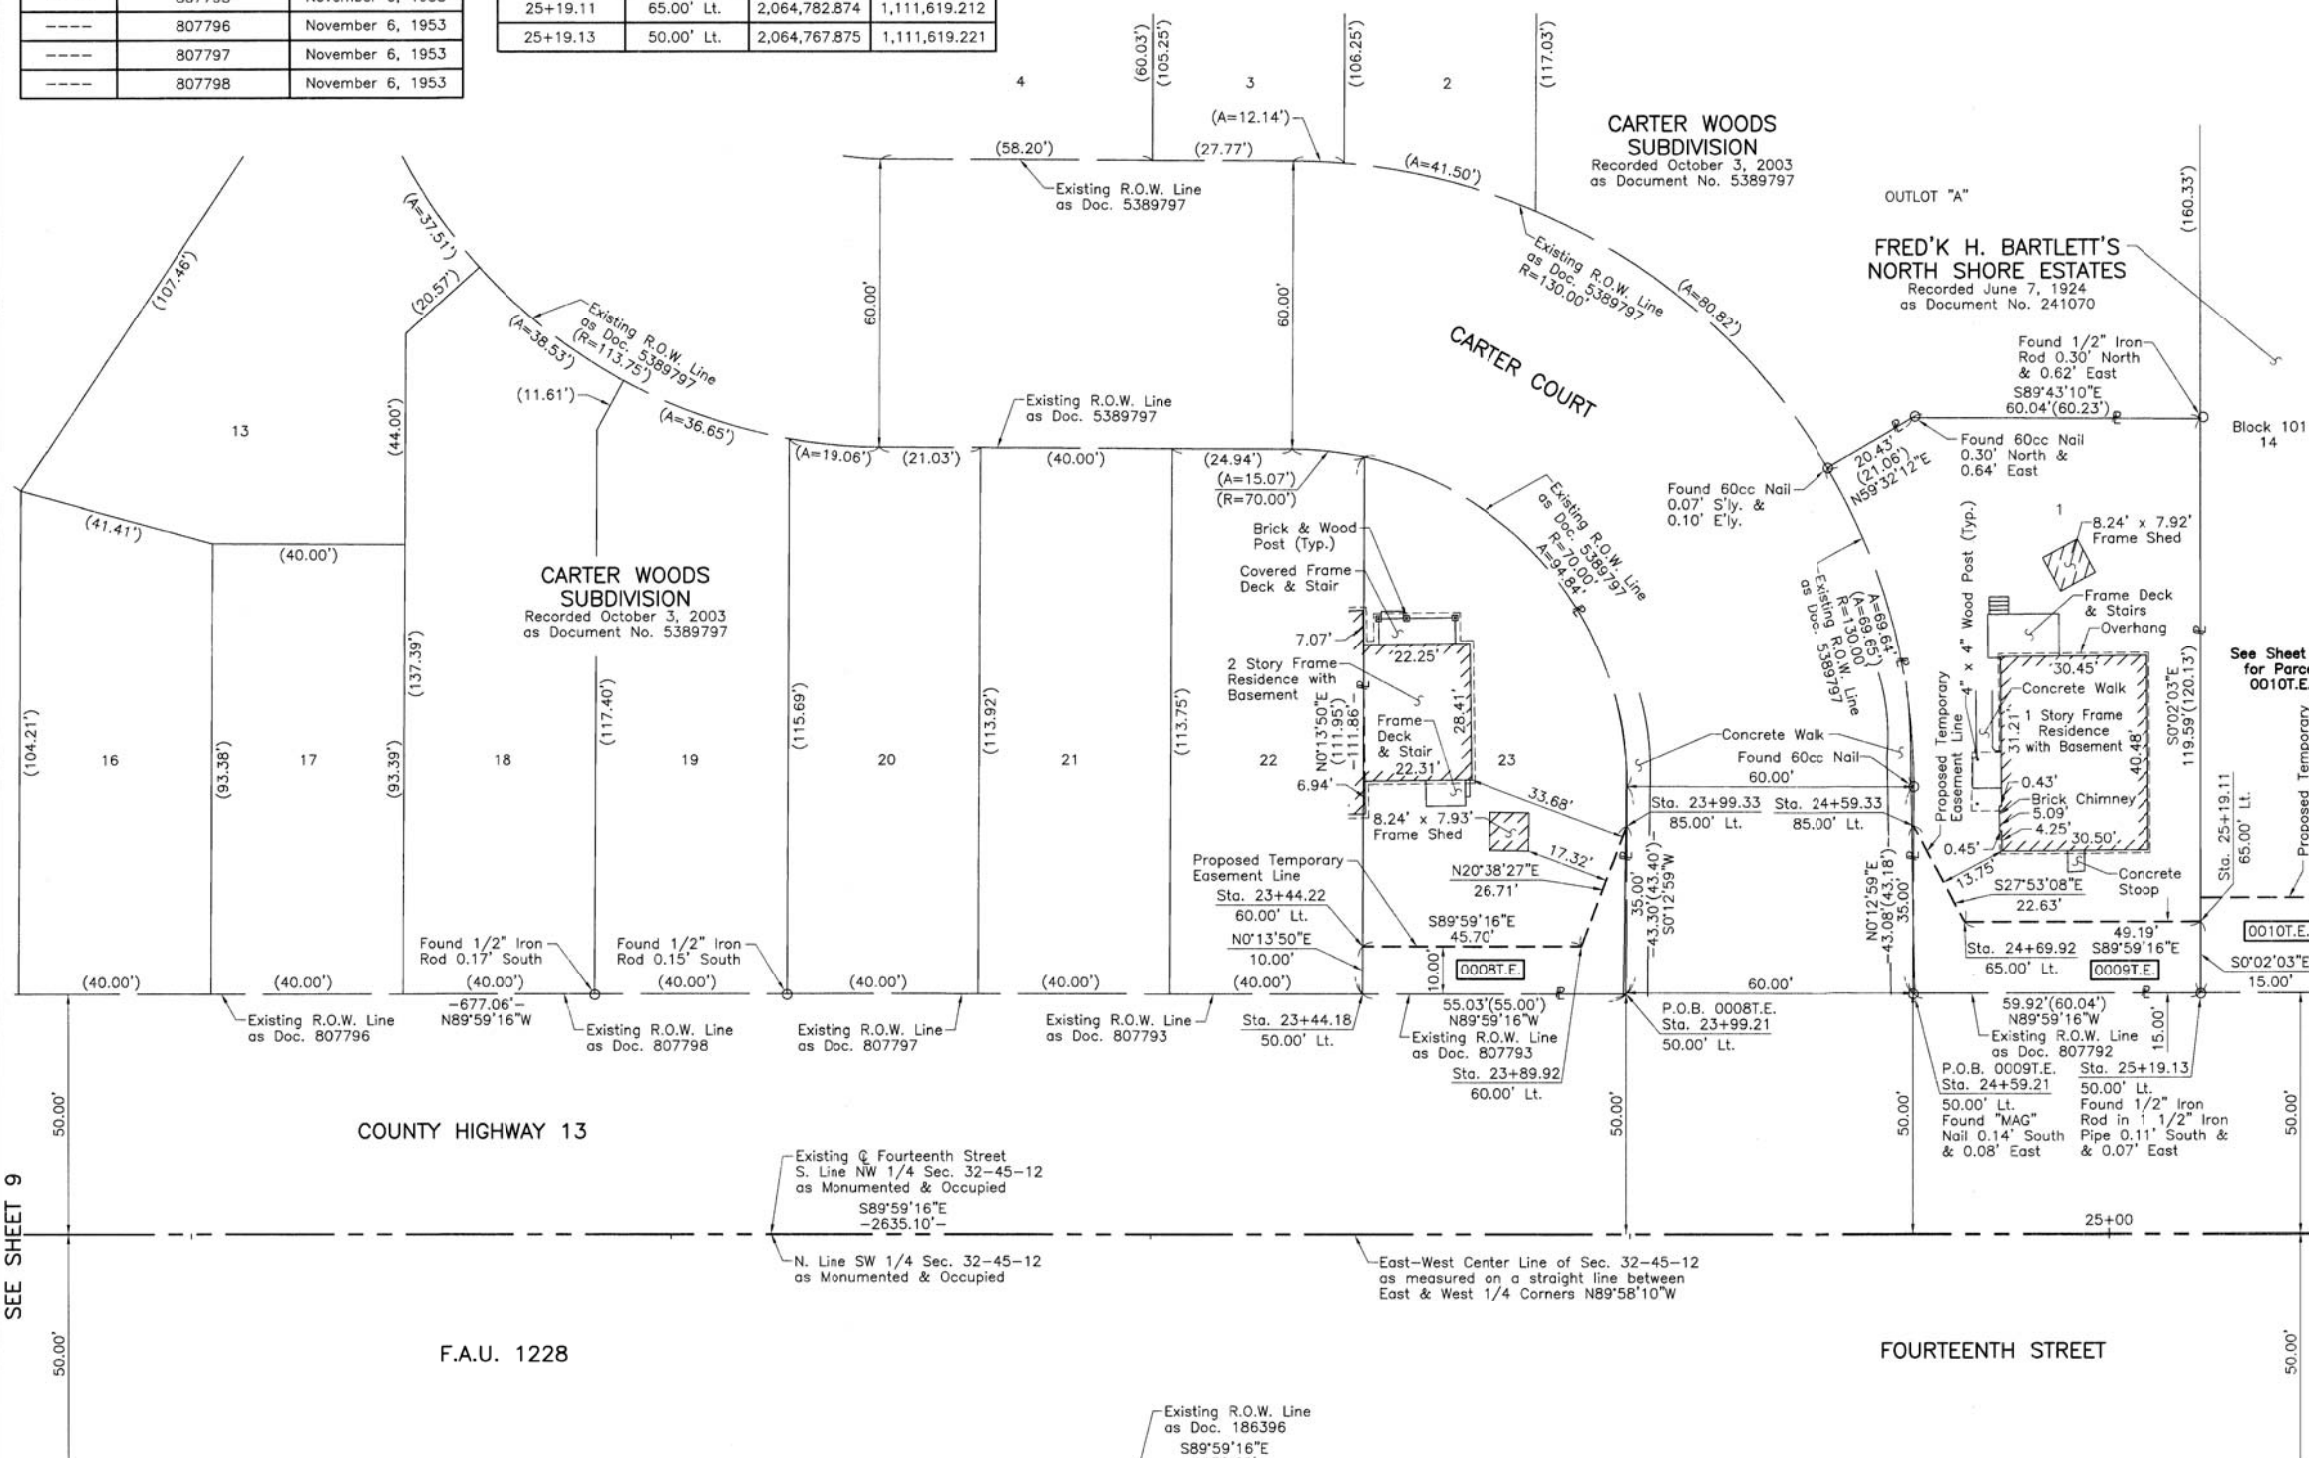 ---- 807796 November 6, 1953
---- 807797 November 6, 1953
---- 807798 November 6, 1953
25+19.11 65.00' Lt. 2,064,782.874 1,111,619.212
25+19.13 50.00' Lt. 2,064,767.875 1,111,619.221
4
(60.03')
(105.25')
3
(106.25')
2
(117.03')
(A=12.14')
(58.20')
(27.77')
(A=41.50')
Existing R.O.W. Line
as Doc. 5389797
CARTER WOODS
SUBDIVISION
Recorded October 3, 2003
as Document No. 5389797
OUTLOT "A"
(160.33')
FRED'K H. BARTLETT'S
NORTH SHORE ESTATES
Recorded June 7, 1924
as Document No. 241070
(107.46')
(A=37.51')
(20.57')
Existing R.O.W. Line
as Doc. 5389797
(R=113.75')
(A=38.53')
(11.61')
(A=36.65')
60.00'
60.00'
Existing R.O.W. Line
as Doc. 5389797
R=130.00'
(A=80.82')
CARTER COURT
Found 1/2" Iron
Rod 0.30' North
& 0.62' East
S89°43'10"E
60.04'(60.23')
Block 101
14
13
(44.00')
Existing R.O.W. Line
as Doc. 5389797
(A=19.06')
(21.03')
(40.00')
(24.94')
(A=15.07')
(R=70.00')
Existing R.O.W. Line
as Doc. 5389797
R=70.00'
A=94.84'
20.43'
(21.06')
N59°32'12"E
Found 60cc Nail
0.30' North &
0.64' East
Found 60cc Nail
0.07' S'ly. &
0.10' E'ly.
(41.41')
(40.00')
CARTER WOODS
SUBDIVISION
Recorded October 3, 2003
as Document No. 5389797
Brick & Wood
Post (Typ.)
Covered Frame
Deck & Stair
7.07'
22.25'
2 Story Frame
Residence with
Basement
N0°13'50"E
(111.95')
-111.86'-
Frame
Deck
& Stair
22.31'
28.41'
6.94'
8.24' x 7.93'
Frame Shed
33.68'
17.32'
1
8.24' x 7.92'
Frame Shed
4" x 4" Wood Post (Typ.)
Frame Deck
& Stairs
Overhang
30.45'
Concrete Walk
1 Story Frame
Residence
with Basement
31.21'
40.48'
0.43'
Brick Chimney
5.09'
4.25'
30.50'
0.45'
13.75'
Concrete
Stoop
A=69.64'
(A=69.65')
R=130.00'
Existing R.O.W. Line
as Doc. 5389797
Proposed Temporary
Easement Line
S0°02'03"E
119.59'(120.13')
See Sheet
for Parce
0010T.E.
Proposed Temporary
(104.21')
16
(93.38')
17
(93.39')
(137.39')
18
(117.40')
19
(115.69')
20
(113.92')
21
(113.75')
22
23
Concrete Walk
Found 60cc Nail
60.00'
Sta. 23+99.33
85.00' Lt.
Sta. 24+59.33
85.00' Lt.
Sta. 25+19.11
65.00' Lt.
Proposed Temporary
Easement Line
Sta. 23+44.22
60.00' Lt.
N0°13'50"E
10.00'
N20°38'27"E
26.71'
S89°59'16"E
45.70'
10.00'
0008T.E.
35.00'
-43.30'(43.40')
S0°12'59"W
N0°12'59"E
-43.08'(43.18')
35.00'
S27°53'08"E
22.63'
49.19'
S89°59'16"E
Sta. 24+69.92
65.00' Lt.
0009T.E.
0010T.E.
S0°02'03"E
15.00'
Found 1/2" Iron
Rod 0.17' South
Found 1/2" Iron
Rod 0.15' South
(40.00')
(40.00')
(40.00')
(40.00')
(40.00')
(40.00')
(40.00')
60.00'
-677.06'-
N89°59'16"W
Existing R.O.W. Line
as Doc. 807796
Existing R.O.W. Line
as Doc. 807798
Existing R.O.W. Line
as Doc. 807797
Existing R.O.W. Line
as Doc. 807793
Sta. 23+44.18
50.00' Lt.
55.03'(55.00')
N89°59'16"W
Existing R.O.W. Line
as Doc. 807793
Sta. 23+89.92
60.00' Lt.
P.O.B. 0008T.E.
Sta. 23+99.21
50.00' Lt.
59.92'(60.04')
N89°59'16"W
Existing R.O.W. Line
as Doc. 807792
15.00'
P.O.B. 0009T.E.
Sta. 24+59.21
50.00' Lt.
Found "MAG"
Nail 0.14' South
& 0.08' East
Sta. 25+19.13
50.00' Lt.
Found 1/2" Iron
Rod in 1 1/2" Iron
Pipe 0.11' South &
& 0.07' East
50.00'
50.00'
50.00'
50.00'
COUNTY HIGHWAY 13
SEE SHEET 9
Existing ℄ Fourteenth Street
S. Line NW 1/4 Sec. 32-45-12
as Monumented & Occupied
S89°59'16"E
-2635.10'-
25+00
N. Line SW 1/4 Sec. 32-45-12
as Monumented & Occupied
East-West Center Line of Sec. 32-45-12
as measured on a straight line between
East & West 1/4 Corners N89°58'10"W
50.00'
F.A.U. 1228
FOURTEENTH STREET
50.00'
Existing R.O.W. Line
as Doc. 186396
S89°59'16"E